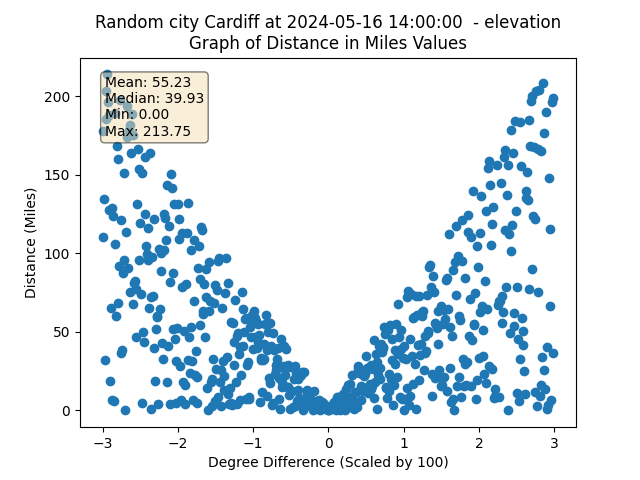 Random city Cardiff at 2024-05-16 14:00:00 - elevation
Graph of Distance in Miles Values
Mean: 55.23
Median: 39.93
Min: 0.00
Max: 213.75
200
150
100
50
0
Distance (Miles)
−3 −2 −1 0 1 2 3
Degree Difference (Scaled by 100)